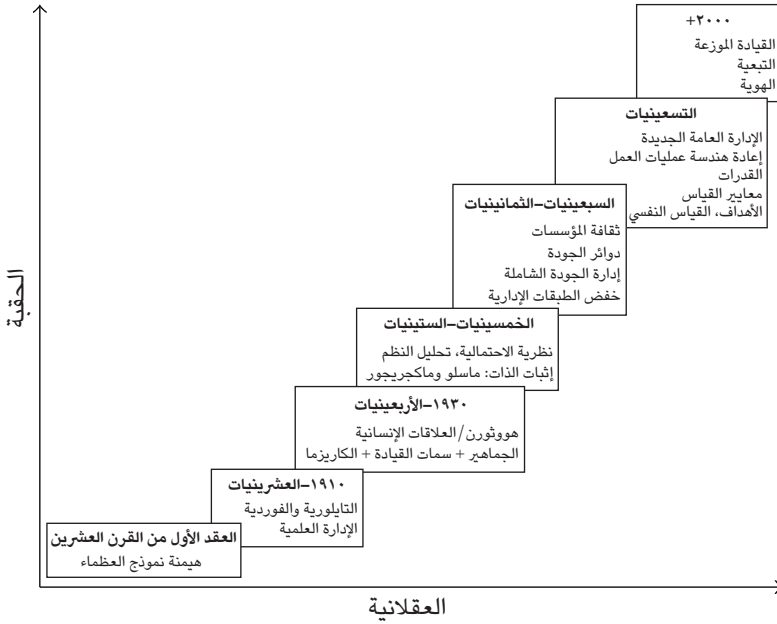 +٢٠٠٠
القيادة الموزعة
التبعية
الهوية
التسعينيات
الإدارة العامة الجديدة
إعادة هندسة عمليات العمل
القدرات
معايير القياس
الأهداف، القياس النفسي
السبعينيات–الثمانينيات
ثقافة المؤسسات
دوائر الجودة
إدارة الجودة الشاملة
خفض الطبقات الإدارية
الخمسينيات–الستينيات
نظرية الاحتمالية، تحليل النظم
إثبات الذات: ماسلو وماكجريجور
١٩٣٠–الأربعينيات
هووثورن/العلاقات الإنسانية
الجماهير + سمات القيادة + الكاريزما
١٩١٠–العشرينيات
التايلورية والفوردية
الإدارة العلمية
العقد الأول من القرن العشرين
هيمنة نموذج العظماء
الحقبة
العقلانية